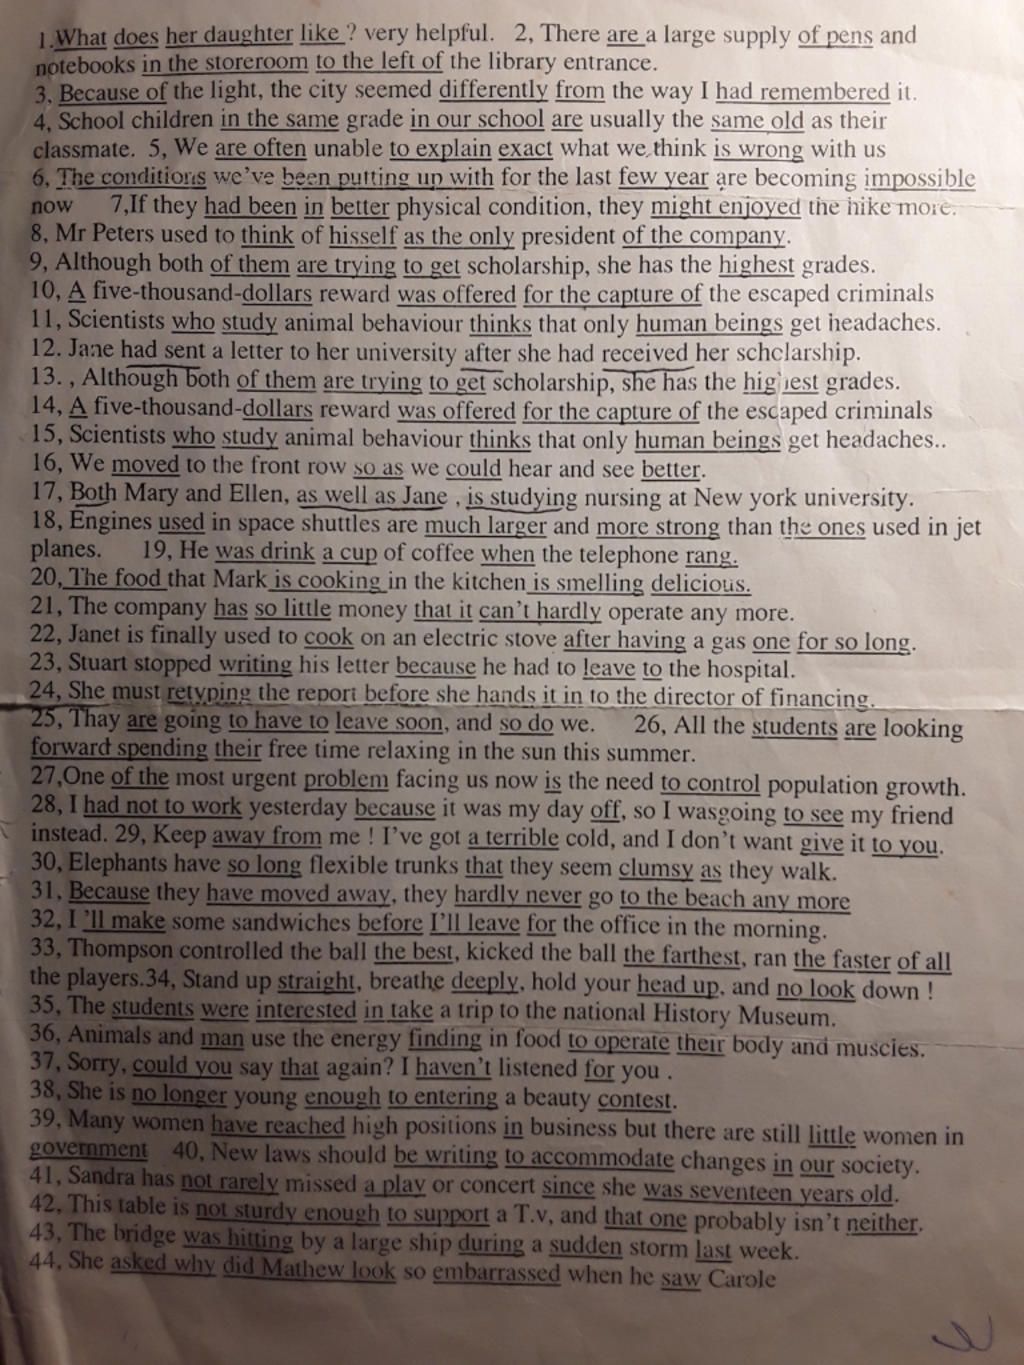 1.What does her daughter like ? very helpful. 2, There are a large supply of pens and
notebooks in the storeroom to the left of the library entrance.
3, Because of the light, the city seemed differently from the way I had remembered it.
4, School children in the same grade in our school are usually the same old as their
classmate. 5, We are often unable to explain exact what we think is wrong with us
6, The conditions we've been putting up with for the last few year are becoming impossible
now 7,If they had been in better physical condition, they might enjoyed the hike more.
8, Mr Peters used to think of hisself as the only president of the company.
9, Although both of them are trying to get scholarship, she has the highest grades.
10, A five-thousand-dollars reward was offered for the capture of the escaped criminals
11, Scientists who study animal behaviour thinks that only human beings get headaches.
12. Jane had sent a letter to her university after she had received her scholarship.
13. , Although both of them are trying to get scholarship, she has the highest grades.
14, A five-thousand-dollars reward was offered for the capture of the escaped criminals
15, Scientists who study animal behaviour thinks that only human beings get headaches..
16, We moved to the front row so as we could hear and see better.
17, Both Mary and Ellen, as well as Jane , is studying nursing at New york university.
18, Engines used in space shuttles are much larger and more strong than the ones used in jet
planes. 19, He was drink a cup of coffee when the telephone rang.
20, The food that Mark is cooking in the kitchen is smelling delicious.
21, The company has so little money that it can't hardly operate any more.
22, Janet is finally used to cook on an electric stove after having a gas one for so long.
23, Stuart stopped writing his letter because he had to leave to the hospital.
24, She must retyping the report before she hands it in to the director of financing.
25, Thay are going to have to leave soon, and so do we. 26, All the students are looking
forward spending their free time relaxing in the sun this summer.
27,One of the most urgent problem facing us now is the need to control population growth.
28, I had not to work yesterday because it was my day off, so I wasgoing to see my friend
instead. 29, Keep away from me ! I've got a terrible cold, and I don't want give it to you.
30, Elephants have so long flexible trunks that they seem clumsy as they walk.
31, Because they have moved away, they hardly never go to the beach any more
32, I 'll make some sandwiches before I'll leave for the office in the morning.
33, Thompson controlled the ball the best, kicked the ball the farthest, ran the faster of all
the players.34, Stand up straight, breathe deeply, hold your head up, and no look down !
35, The students were interested in take a trip to the national History Museum.
36, Animals and man use the energy finding in food to operate their body and muscles.
37, Sorry, could you say that again? I haven't listened for you .
38, She is no longer young enough to entering a beauty contest.
39, Many women have reached high positions in business but there are still little women in
government 40, New laws should be writing to accommodate changes in our society.
41, Sandra has not rarely missed a play or concert since she was seventeen years old.
42, This table is not sturdy enough to support a T.v, and that one probably isn't neither.
43, The bridge was hitting by a large ship during a sudden storm last week.
44, She asked why did Mathew look so embarrassed when he saw Carole